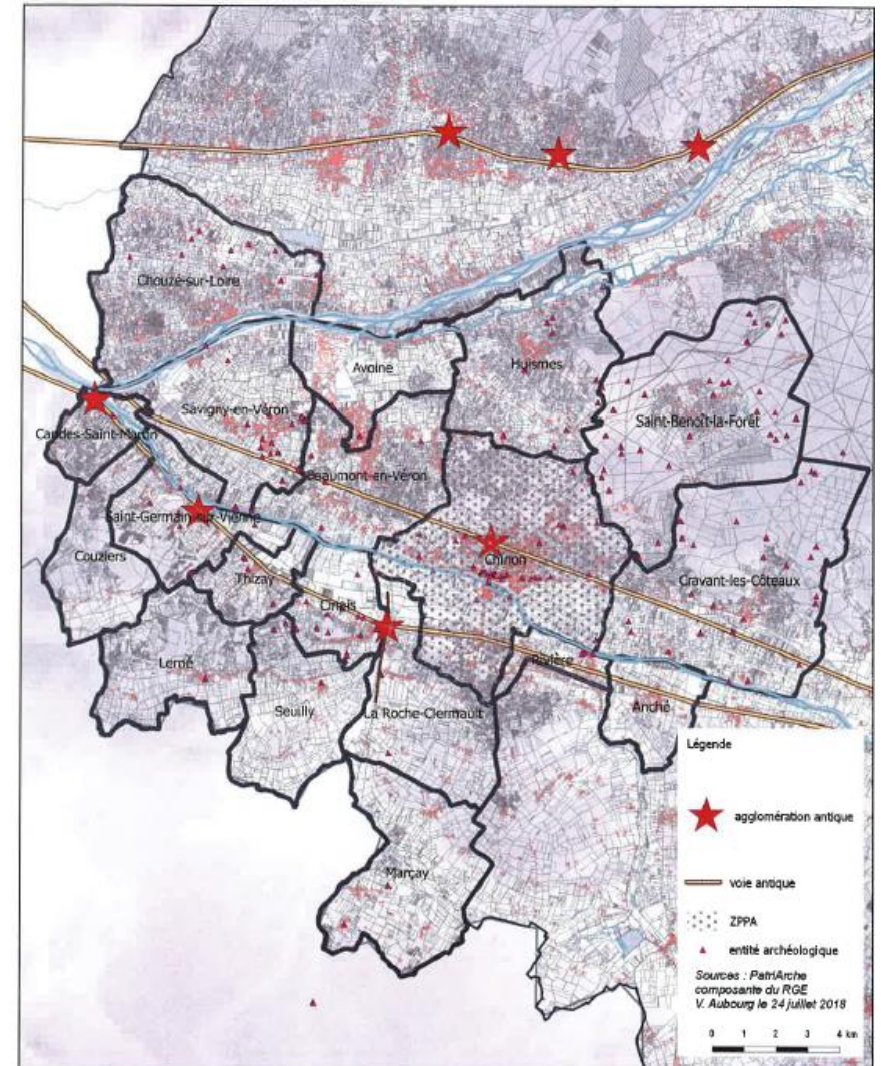 Chouzé-sur-Loire
Avoine
Huismes
Savigny-en-Véron
Saint-Benoît-la-Forêt
Candes-Saint-Martin
Beaumont-en-Véron
Saint-Germain-sur-Vienne
Chinon
Couziers
Thizay
Cravant-les-Côteaux
Cinais
Rivière
Lerné
Seuilly
La Roche-Clermault
Anché
Marçay
Légende
agglomération antique
voie antique
ZPPA
entité archéologique
Sources : PatriArche
composante du RGE
V. Aubourg le 24 juillet 2018
0 1 2 3 4 km